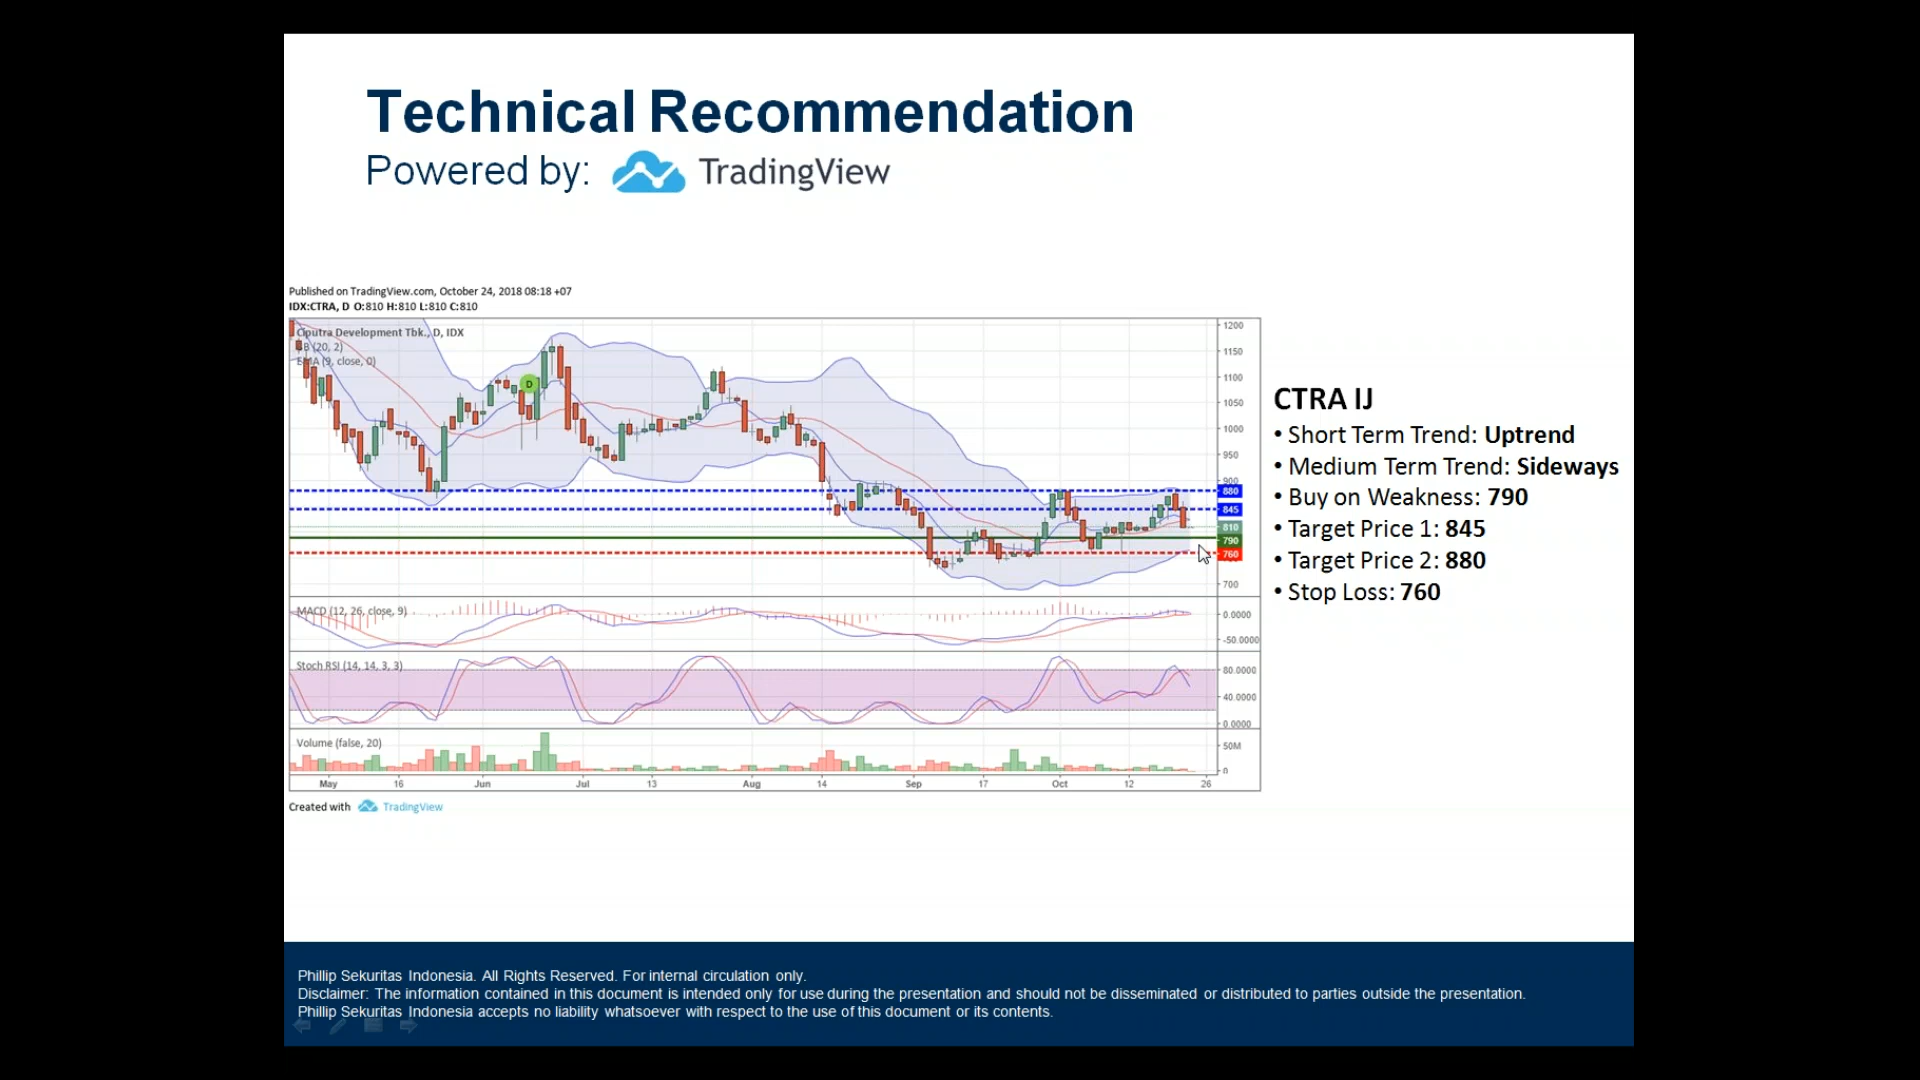 Technical Recommendation
Powered by: TradingView
Published on TradingView.com, October 24, 2018 08:18 +07
IDX:CTRA, D O:810 H:810 L:810 C:810
Ciputra Development Tbk., D, IDX
BB (20, 2)
EMA (9, close, 0)
D
1200
1150
1100
1050
1000
950
900
880
845
810
790
760
700
MACD (12, 26, close, 9)
0.0000
-50.0000
Stoch RSI (14, 14, 3, 3)
80.0000
40.0000
0.0000
Volume (false, 20)
50M
0
May 16 Jun Jul 13 Aug 14 Sep 17 Oct 12 26
Created with TradingView
CTRA IJ
• Short Term Trend: Uptrend
• Medium Term Trend: Sideways
• Buy on Weakness: 790
• Target Price 1: 845
• Target Price 2: 880
• Stop Loss: 760
Phillip Sekuritas Indonesia. All Rights Reserved. For internal circulation only.
Disclaimer: The information contained in this document is intended only for use during the presentation and should not be disseminated or distributed to parties outside the presentation.
Phillip Sekuritas Indonesia accepts no liability whatsoever with respect to the use of this document or its contents.